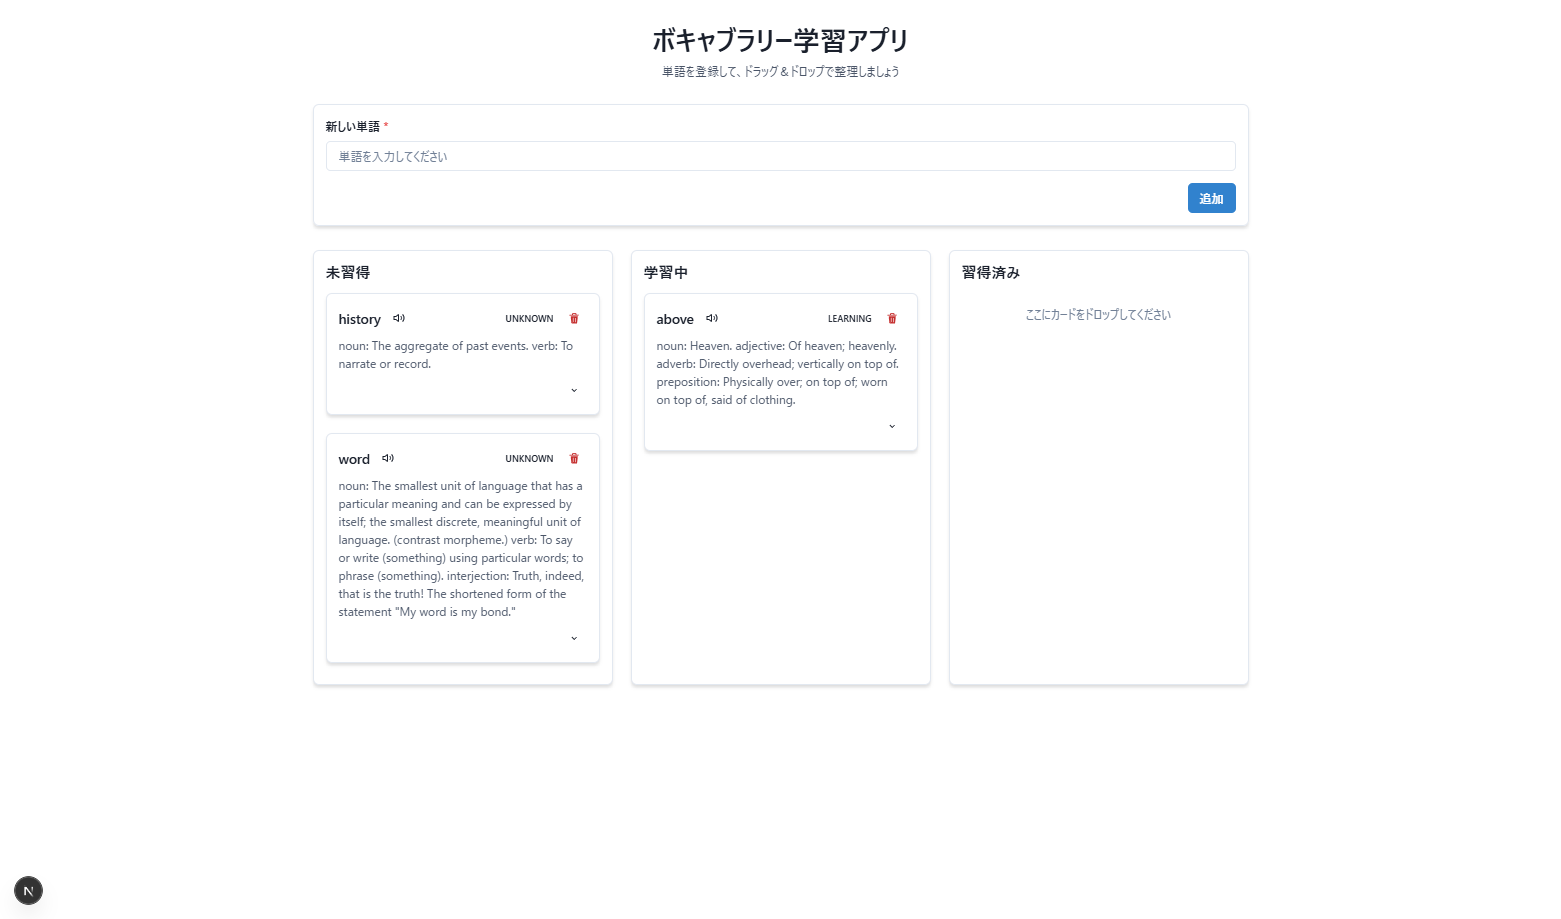 ボキャブラリー学習アプリ
単語を登録して、ドラッグ＆ドロップで整理しましょう
新しい単語 *
単語を入力してください
追加
未習得
history
UNKNOWN
noun: The aggregate of past events. verb: To
narrate or record.
word
UNKNOWN
noun: The smallest unit of language that has a
particular meaning and can be expressed by
itself; the smallest discrete, meaningful unit of
language. (contrast morpheme.) verb: To say
or write (something) using particular words; to
phrase (something). interjection: Truth, indeed,
that is the truth! The shortened form of the
statement "My word is my bond."
学習中
above
LEARNING
noun: Heaven. adjective: Of heaven; heavenly.
adverb: Directly overhead; vertically on top of.
preposition: Physically over; on top of; worn
on top of, said of clothing.
習得済み
ここにカードをドロップしてください
N